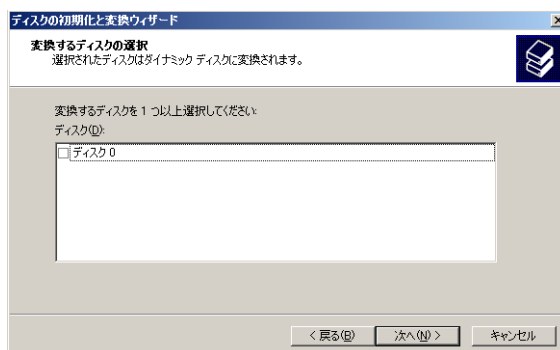 ディスクの初期化と変換ウィザード
変換するディスクの選択
選択されたディスクはダイナミック ディスクに変換されます。
変換するディスクを 1 つ以上選択してください:
ディスク(D):
ディスク 0
< 戻る(B)
次へ(N) >
キャンセル